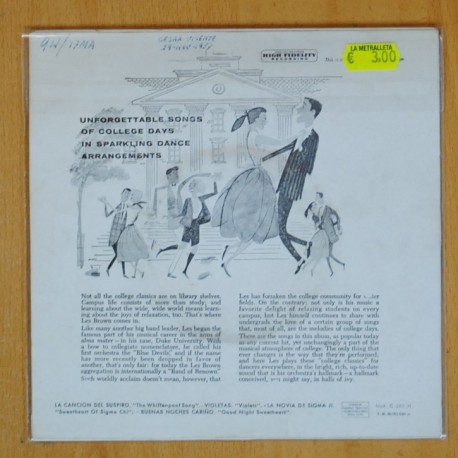 HIGH FIDELITY
RECORDING
LA METRALLETA
€ 3,00
UNFORGETTABLE SONGS
OF COLLEGE DAYS
IN SPARKLING DANCE
ARRANGEMENTS
Not all the college classics are on library shelves.
Campus life consists of more than study, and
learning about the wide, wide world means learn-
ing about the joys of relaxation, too. That's where
Les Brown comes in.
Like many another big band leader, Les began the
famous part of his musical career in the arms of
alma mater— in his case, Duke University. With
a bow to collegiate nomenclature, he called his
first orchestra the "Blue Devils" and if the name
has more recently been dropped in favor of
another, that's only fair: for today the Les Brown
aggregation is internationally a "Band of Renown."
Such worldly acclaim doesn't mean, however, that
Les has forsaken the college community for
fields. On the contrary: not only is his music a
favorite delight of relaxing students on every
campus, but Les himself continues to share with
undergrads the love of a certain group of songs
that, most of all, are the melodies of college days.
There are the songs in this album, as popular today
as any current hit, yet unchangingly a part of the
musical atmosphere of college. The only thing that
ever changes is the way that they're performed,
and here Les plays these "college classics" for
dancers everywhere, in the bright, rich, up-to-date
sound that is his orchestra's hallmark – a hallmark
conceived, you might say, in halls of ivy.
LA CANCION DEL SUSPIRO, "The Whiffenpoof Song" - VIOLETAS, "Violets". - LA NOVIA DE SIGMA JI
"Sweetheart Of Sigma Chi". - BUENAS NOCHES CARIÑO, "Good Night Sweetheart".